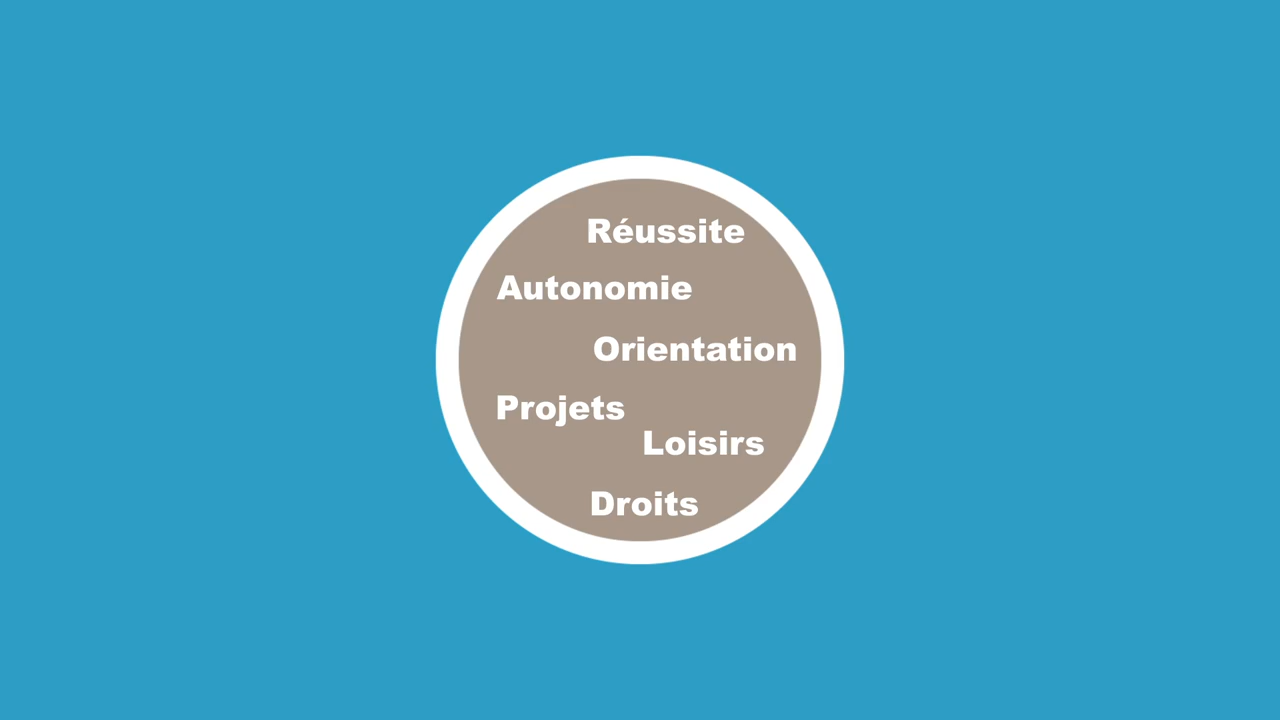 Réussite
Autonomie
Orientation
Projets
Loisirs
Droits